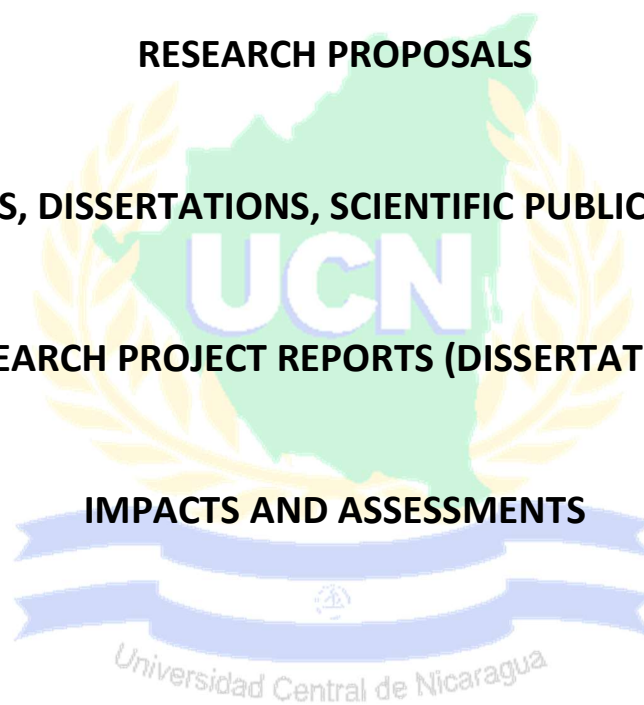 RESEARCH PROPOSALS
S, DISSERTATIONS, SCIENTIFIC PUBLIC
UCN
EARCH PROJECT REPORTS (DISSERTAT
IMPACTS AND ASSESSMENTS
Universidad Central de Nicaragua